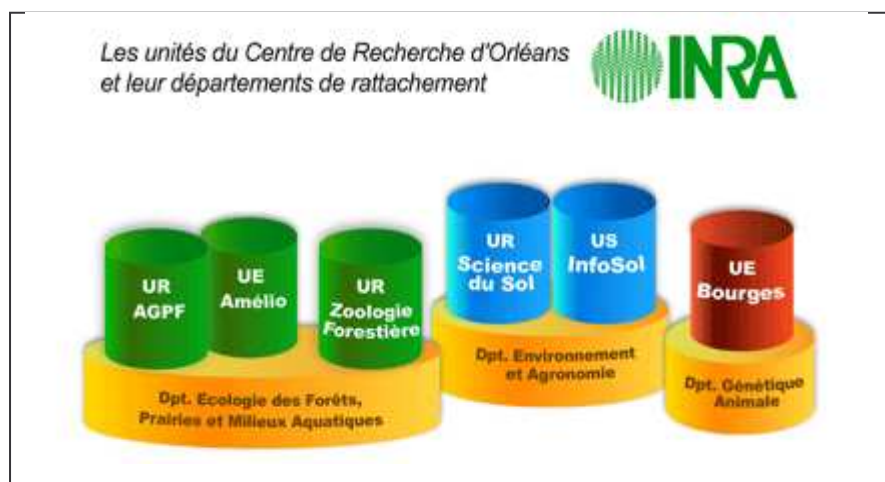 Les unités du Centre de Recherche d'Orléans
et leur départements de rattachement
INRA
UR
AGPF
UE
Amélio
UR
Zoologie
Forestière
UR
Science
du Sol
US
InfoSol
UE
Bourges
Dpt. Ecologie des Forêts,
Prairies et Milieux Aquatiques
Dpt. Environnement
et Agronomie
Dpt. Génétique
Animale